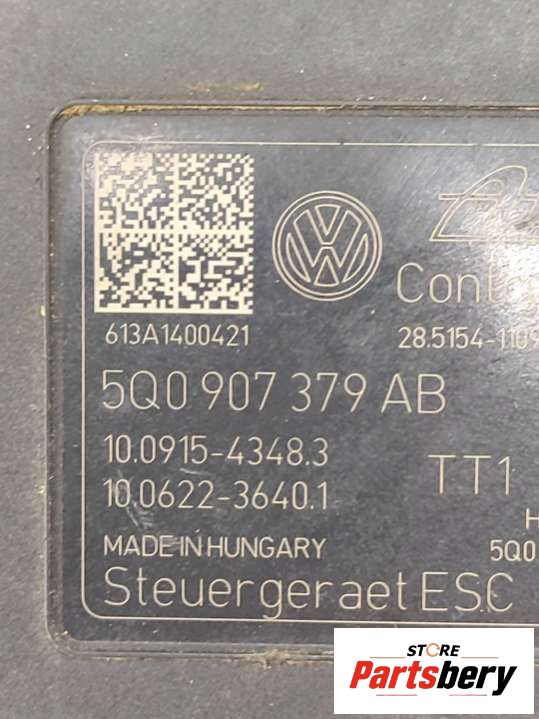 613A1400421
28.5154-1109
5Q0 907 379 AB
10.0915-4348.3
10.0622-3640.1
TT1
MADE IN HUNGARY
5Q0
Steuergeraet ESC
STORE
Partsbery